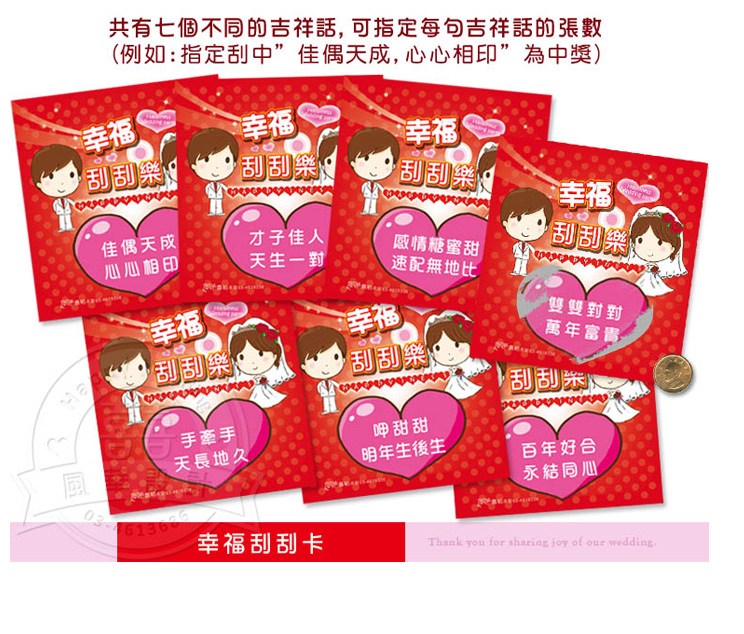 共有七個不同的吉祥話,可指定每句吉祥話的張數
(例如:指定刮中”佳偶天成,心心相印”為中獎)
幸福
刮刮樂
佳偶天成
心心相印
幸福
刮刮樂
才子佳人
天生一對
幸福
刮刮樂
感情糖蜜甜
速配無地比
幸福
刮刮樂
雙雙對對
萬年富貴
幸福
刮刮樂
手牽手
天長地久
幸福
刮刮樂
呷甜甜
明年生後生
刮刮樂
百年好合
永結同心
03-4613686
幸福刮刮卡
Thank you for sharing joy of our wedding.